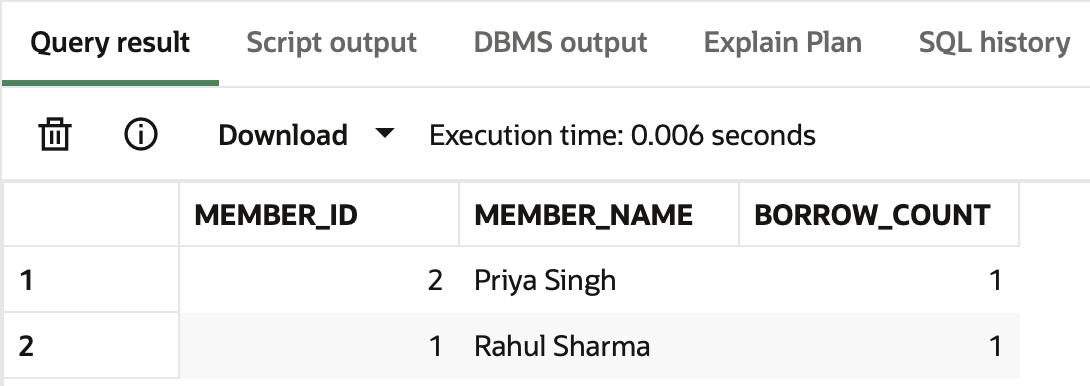 Query result Script output DBMS output Explain Plan SQL history
Download Execution time: 0.006 seconds
MEMBER_ID MEMBER_NAME BORROW_COUNT
1 2 Priya Singh 1
2 1 Rahul Sharma 1